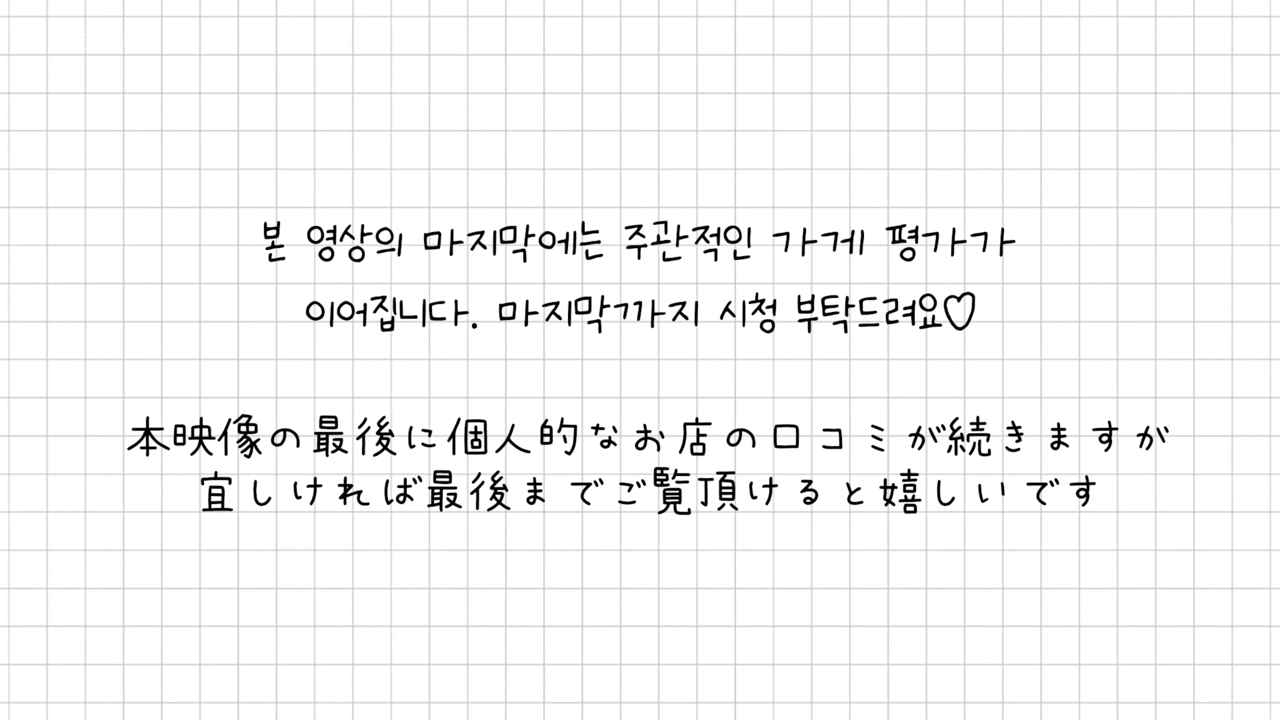 본 영상의 마지막에는 주관적인 가게 평가가
이어집니다. 마지막까지 시청 부탁드려요♡
本映像の最後に個人的なお店の口コミが続きますが
宜しければ最後までご覧頂けると嬉しいです